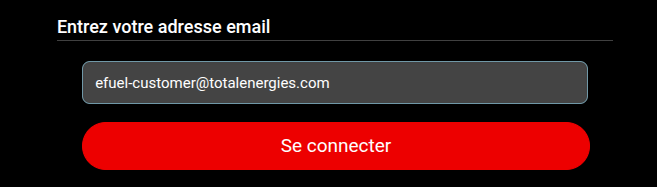 Entrez votre adresse email
efuel-customer@totalenergies.com
Se connecter